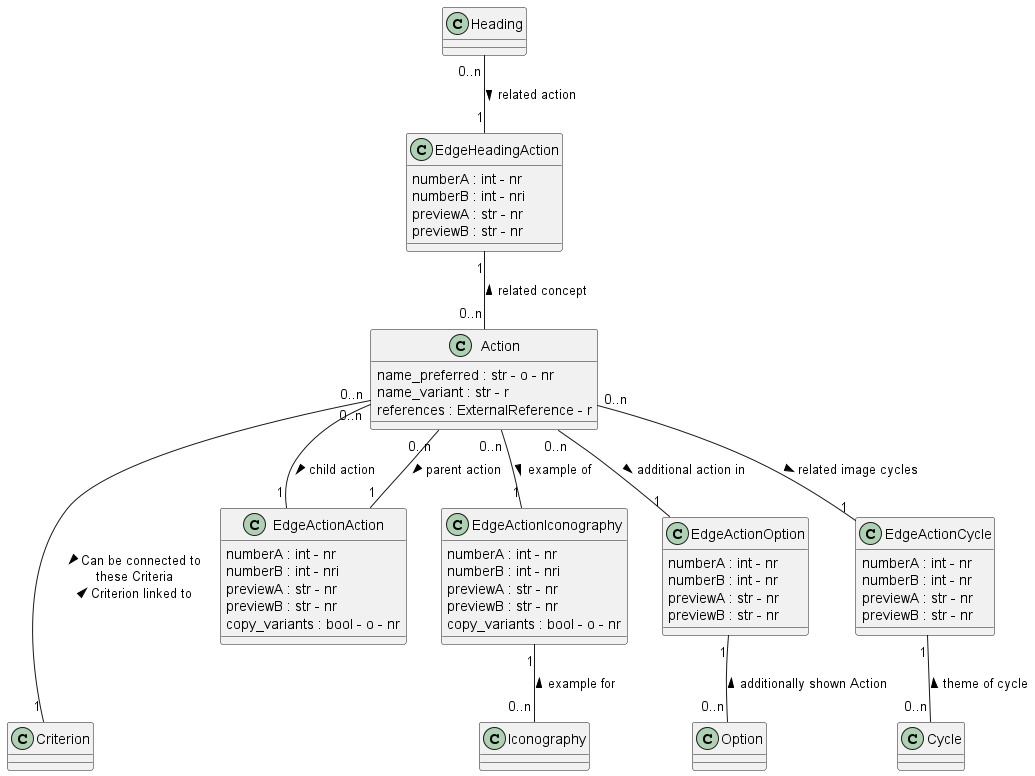 C Heading
0..n
related action
1
C EdgeHeadingAction
numberA : int - nr
numberB : int - nri
previewA : str - nr
previewB : str - nr
1
related concept
0..n
C Action
name_preferred : str - o - nr
name_variant : str - r
references : ExternalReference - r
0..n
0..n
0..n
0..n
0..n
0..n
child action
parent action
example of
additional action in
related image cycles
1
1
1
1
1
C EdgeActionAction
numberA : int - nr
numberB : int - nri
previewA : str - nr
previewB : str - nr
copy_variants : bool - o - nr
C EdgeActionIconography
numberA : int - nr
numberB : int - nri
previewA : str - nr
previewB : str - nr
copy_variants : bool - o - nr
C EdgeActionOption
numberA : int - nr
numberB : int - nr
previewA : str - nr
previewB : str - nr
C EdgeActionCycle
numberA : int - nr
numberB : int - nr
previewA : str - nr
previewB : str - nr
Can be connected to
these Criteria
Criterion linked to
1
1
1
example for
additionally shown Action
theme of cycle
1
0..n
0..n
0..n
C Criterion
C Iconography
C Option
C Cycle